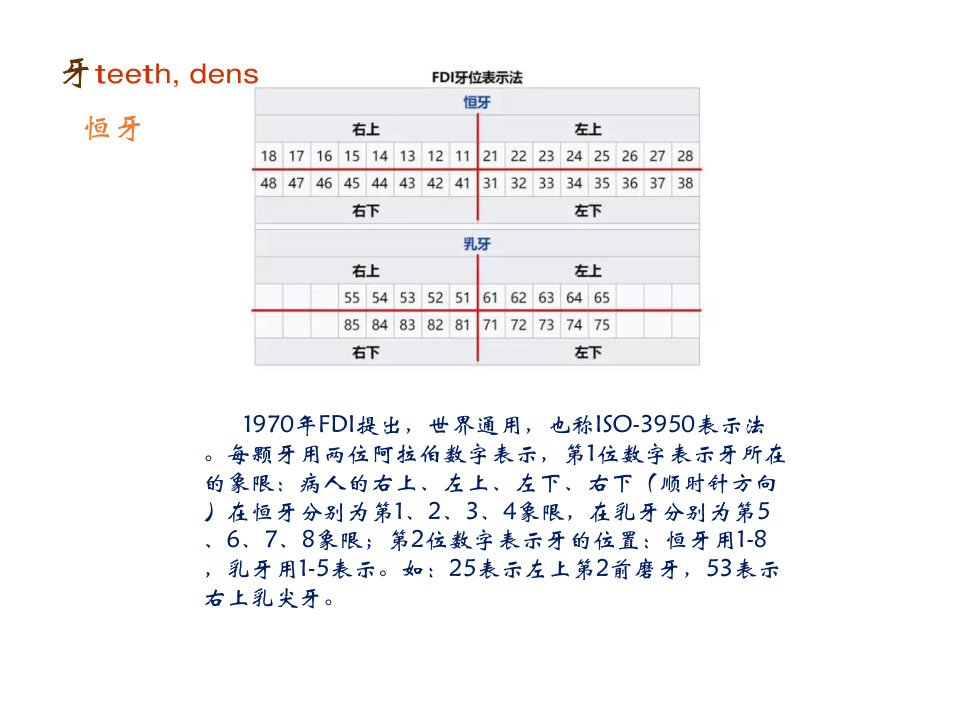 牙teeth, dens
恒牙
FDI牙位表示法
恒牙
右上 左上
18 17 16 15 14 13 12 11 21 22 23 24 25 26 27 28
48 47 46 45 44 43 42 41 31 32 33 34 35 36 37 38
右下 左下
乳牙
右上 左上
55 54 53 52 51 61 62 63 64 65
85 84 83 82 81 71 72 73 74 75
右下 左下
1970年FDI提出，世界通用，也称ISO-3950表示法
。每颗牙用两位阿拉伯数字表示，第1位数字表示牙所在
的象限：病人的右上、左上、左下、右下（顺时针方向
）在恒牙分别为第1、2、3、4象限，在乳牙分别为第5
、6、7、8象限；第2位数字表示牙的位置：恒牙用1-8
，乳牙用1-5表示。如：25表示左上第2前磨牙，53表示
右上乳尖牙。